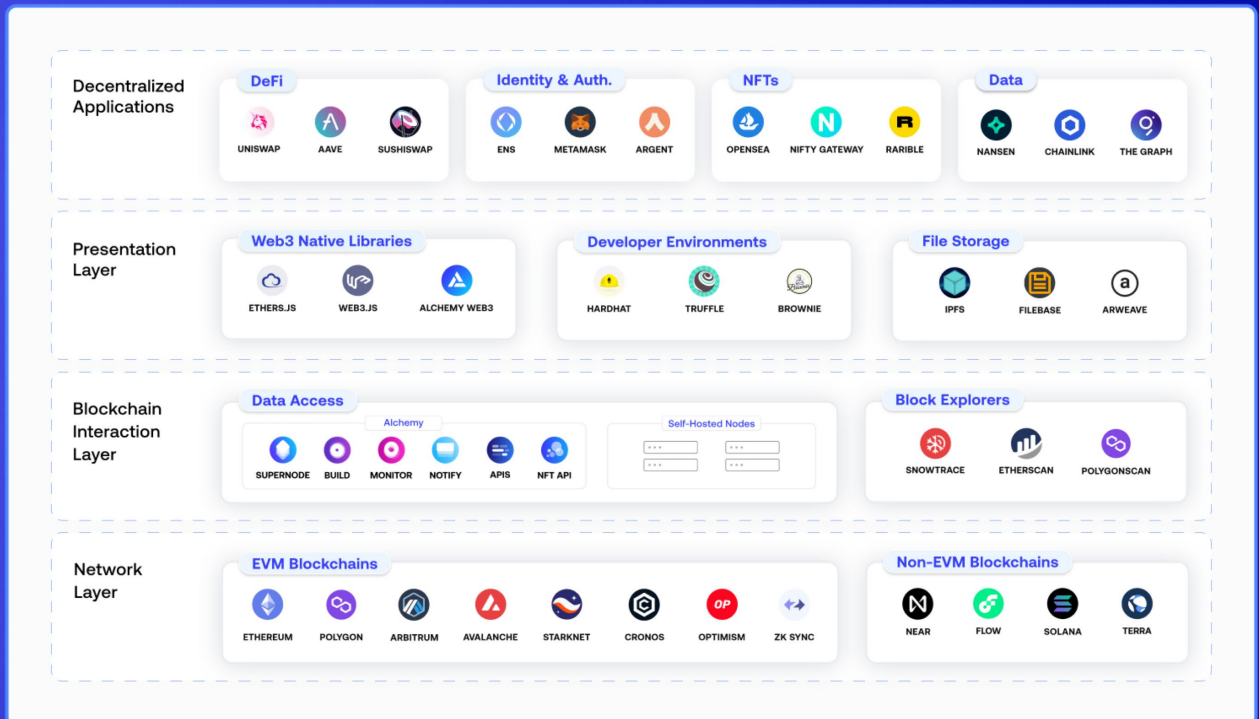 Decentralized
Applications
DeFi
UNISWAP
AAVE
SUSHISWAP
Identity & Auth.
ENS
METAMASK
ARGENT
NFTs
OPENSEA
NIFTY GATEWAY
RARIBLE
Data
NANSEN
CHAINLINK
THE GRAPH
Presentation
Layer
Web3 Native Libraries
ETHERS.JS
WEB3.JS
ALCHEMY WEB3
Developer Environments
HARDHAT
TRUFFLE
BROWNIE
File Storage
IPFS
FILEBASE
a
ARWEAVE
Blockchain
Interaction
Layer
Data Access
Alchemy
SUPERNODE
BUILD
MONITOR
NOTIFY
APIS
NFT API
Self-Hosted Nodes
Block Explorers
SNOWTRACE
ETHERSCAN
POLYGONSCAN
Network
Layer
EVM Blockchains
ETHEREUM
POLYGON
ARBITRUM
AVALANCHE
STARKNET
CRONOS
OP
OPTIMISM
ZK SYNC
Non-EVM Blockchains
NEAR
FLOW
SOLANA
TERRA